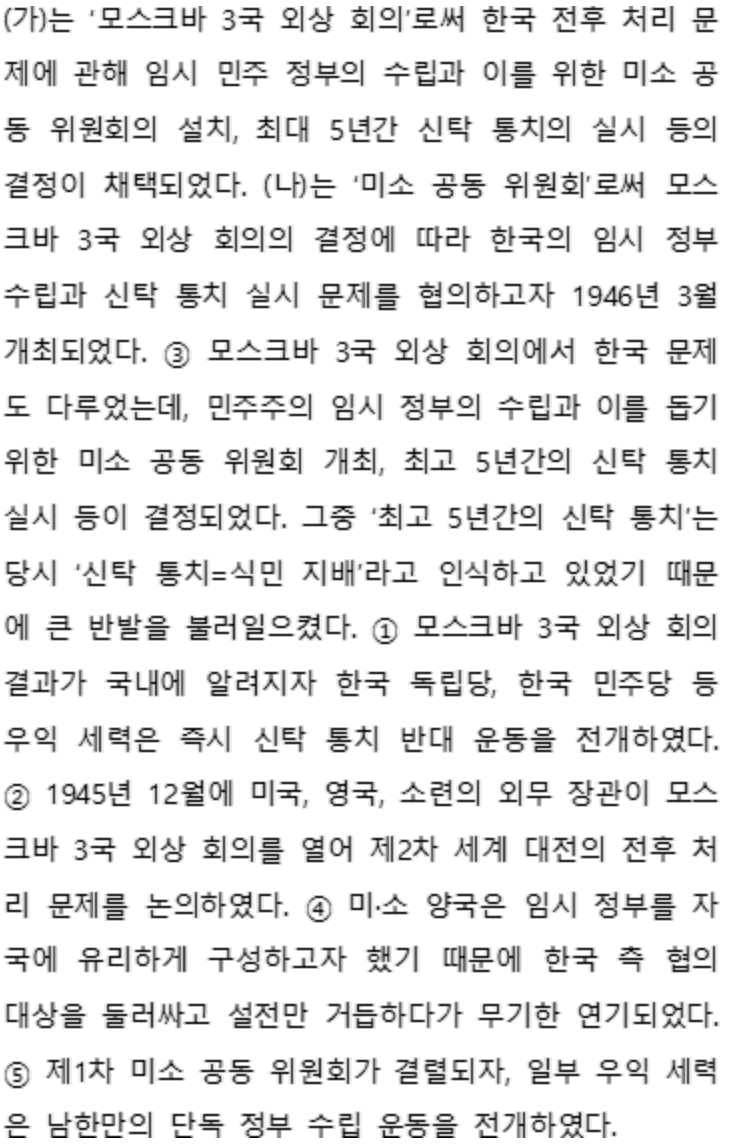 (가)는 ‘모스크바 3국 외상 회의’로써 한국 전후 처리 문
제에 관해 임시 민주 정부의 수립과 이를 위한 미소 공
동 위원회의 설치, 최대 5년간 신탁 통치의 실시 등의
결정이 채택되었다. (나)는 ‘미소 공동 위원회’로써 모스
크바 3국 외상 회의의 결정에 따라 한국의 임시 정부
수립과 신탁 통치 실시 문제를 협의하고자 1946년 3월
개최되었다. ③ 모스크바 3국 외상 회의에서 한국 문제
도 다루었는데, 민주주의 임시 정부의 수립과 이를 돕기
위한 미소 공동 위원회 개최, 최고 5년간의 신탁 통치
실시 등이 결정되었다. 그중 ‘최고 5년간의 신탁 통치’는
당시 ‘신탁 통치=식민 지배’라고 인식하고 있었기 때문
에 큰 반발을 불러일으켰다. ① 모스크바 3국 외상 회의
결과가 국내에 알려지자 한국 독립당, 한국 민주당 등
우익 세력은 즉시 신탁 통치 반대 운동을 전개하였다.
② 1945년 12월에 미국, 영국, 소련의 외무 장관이 모스
크바 3국 외상 회의를 열어 제2차 세계 대전의 전후 처
리 문제를 논의하였다. ④ 미·소 양국은 임시 정부를 자
국에 유리하게 구성하고자 했기 때문에 한국 측 협의
대상을 둘러싸고 설전만 거듭하다가 무기한 연기되었다.
⑤ 제1차 미소 공동 위원회가 결렬되자, 일부 우익 세력
은 남한만의 단독 정부 수립 운동을 전개하였다.